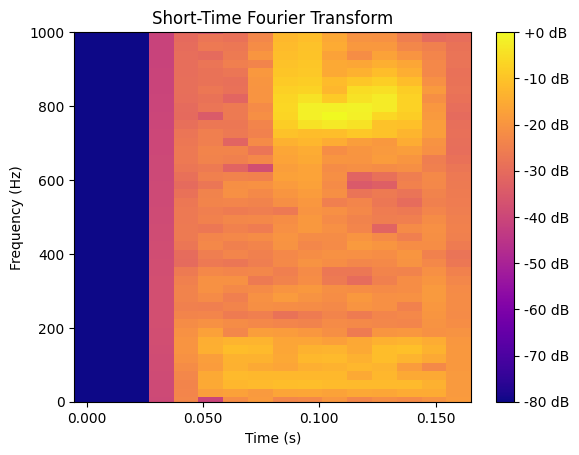 Short-Time Fourier Transform
Frequency (Hz)
1000
800
600
400
200
0
0.000
0.050
0.100
0.150
Time (s)
+0 dB
-10 dB
-20 dB
-30 dB
-40 dB
-50 dB
-60 dB
-70 dB
-80 dB